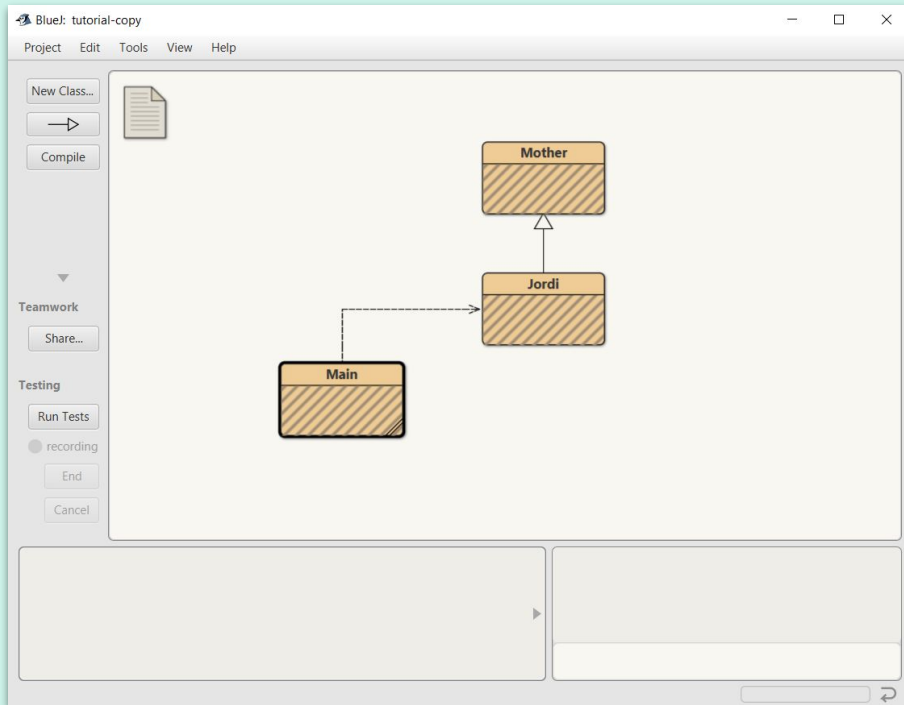 BlueJ: tutorial-copy
Project Edit Tools View Help
New Class...
Compile
Teamwork
Share...
Testing
Run Tests
recording
End
Cancel
Mother
Jordi
Main